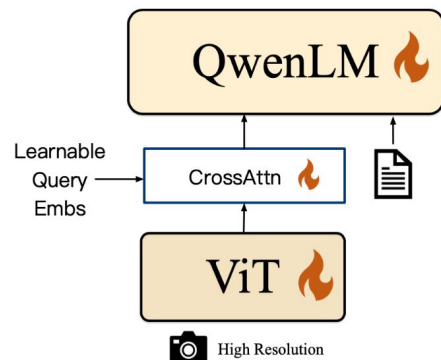 QwenLM
Learnable
Query
Embs
CrossAttn
ViT
High Resolution